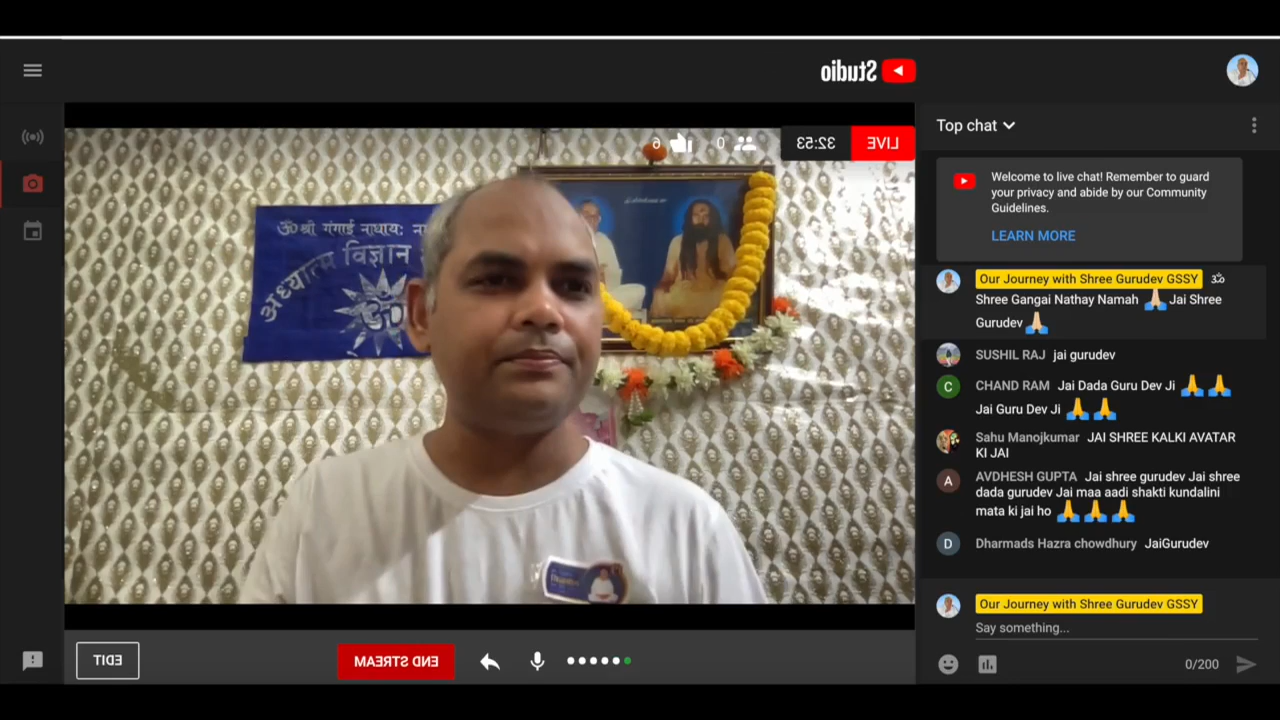 Studio
Top chat
LIVE
32:53
0
6
Welcome to live chat! Remember to guard
your privacy and abide by our Community
Guidelines.
LEARN MORE
Our Journey with Shree Gurudev GSSY ॐ
Shree Gangai Nathay Namah 🙏🏻 Jai Shree
Gurudev 🙏🏻
SUSHIL RAJ jai gurudev
C
CHAND RAM Jai Dada Guru Dev Ji 🙏🙏
Jai Guru Dev Ji 🙏🙏
Sahu Manojkumar JAI SHREE KALKI AVATAR
KI JAI
A
AVDHESH GUPTA Jai shree gurudev Jai shree
dada gurudev Jai maa aadi shakti kundalini
mata ki jai ho 🙏🙏🙏
D
Dharmads Hazra chowdhury JaiGurudev
Our Journey with Shree Gurudev GSSY
Say something...
0/200
ॐ श्री गंगाई नाथाय: न
अध्यात्म विज्ञान
ॐ
EDIT
END STREAM